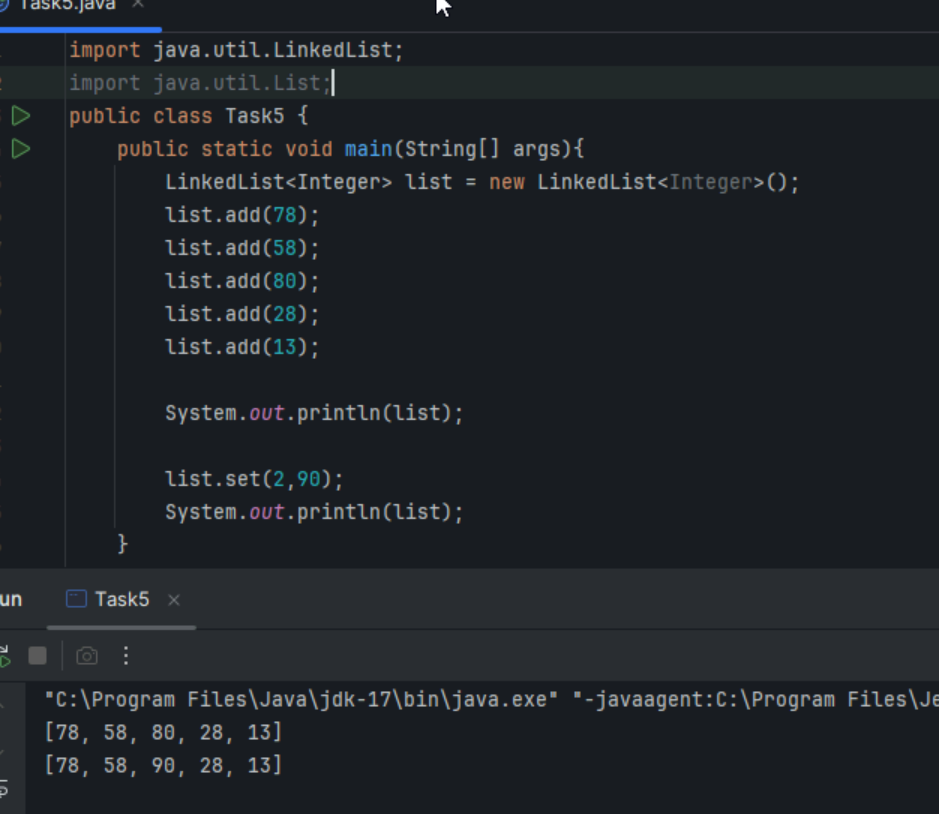 Task5.java
import java.util.LinkedList;
import java.util.List;
public class Task5 {
    public static void main(String[] args){
        LinkedList<Integer> list = new LinkedList<Integer>();
        list.add(78);
        list.add(58);
        list.add(80);
        list.add(28);
        list.add(13);
        System.out.println(list);
        list.set(2,90);
        System.out.println(list);
    }
un Task5
"C:\Program Files\Java\jdk-17\bin\java.exe" "-javaagent:C:\Program Files\Je
[78, 58, 80, 28, 13]
[78, 58, 90, 28, 13]